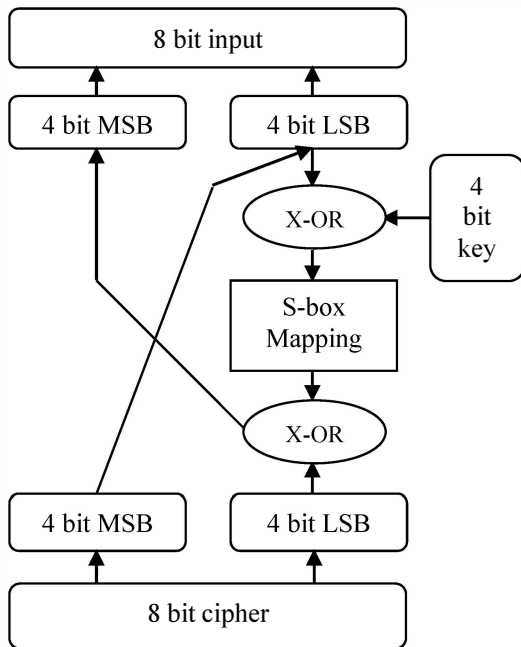 8 bit input
4 bit MSB
4 bit LSB
X-OR
4
bit
key
S-box
Mapping
X-OR
4 bit MSB
4 bit LSB
8 bit cipher